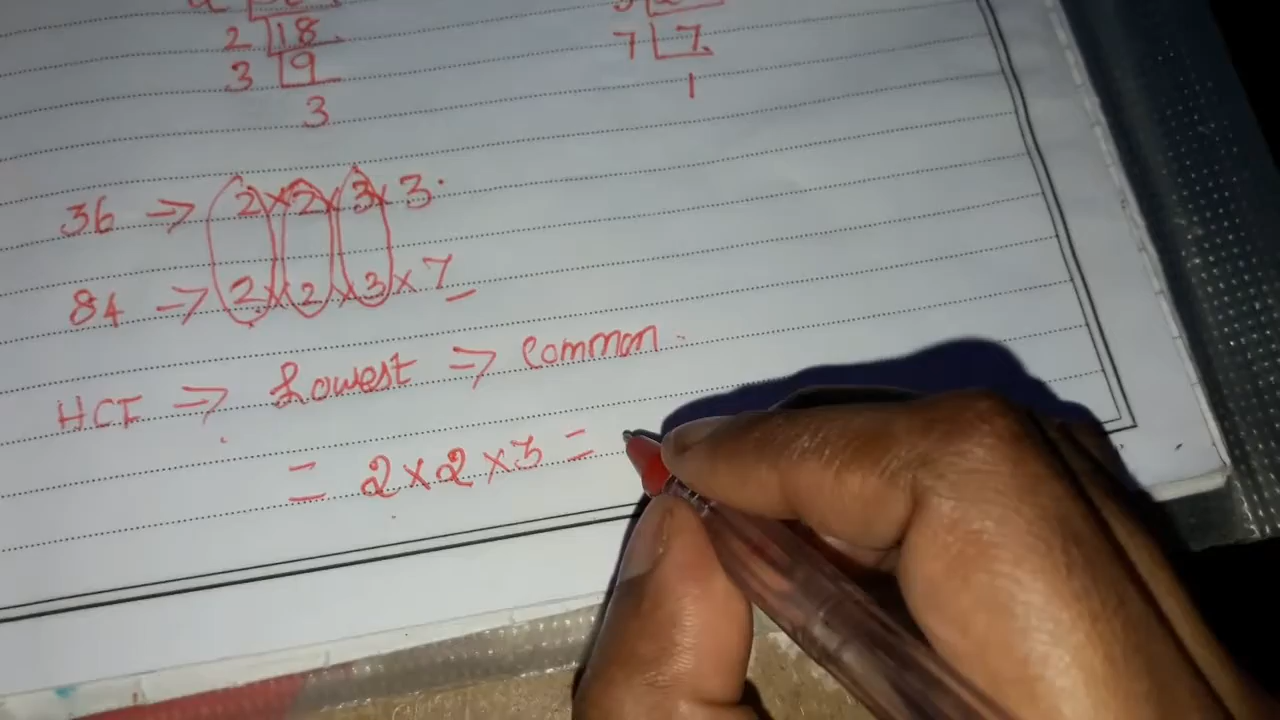 2 18
3 9
3
7 7
1
36 => 2×2×3×3.
84 => 2×2×3×7
HCF => Lowest => Common.
= 2×2×3 =